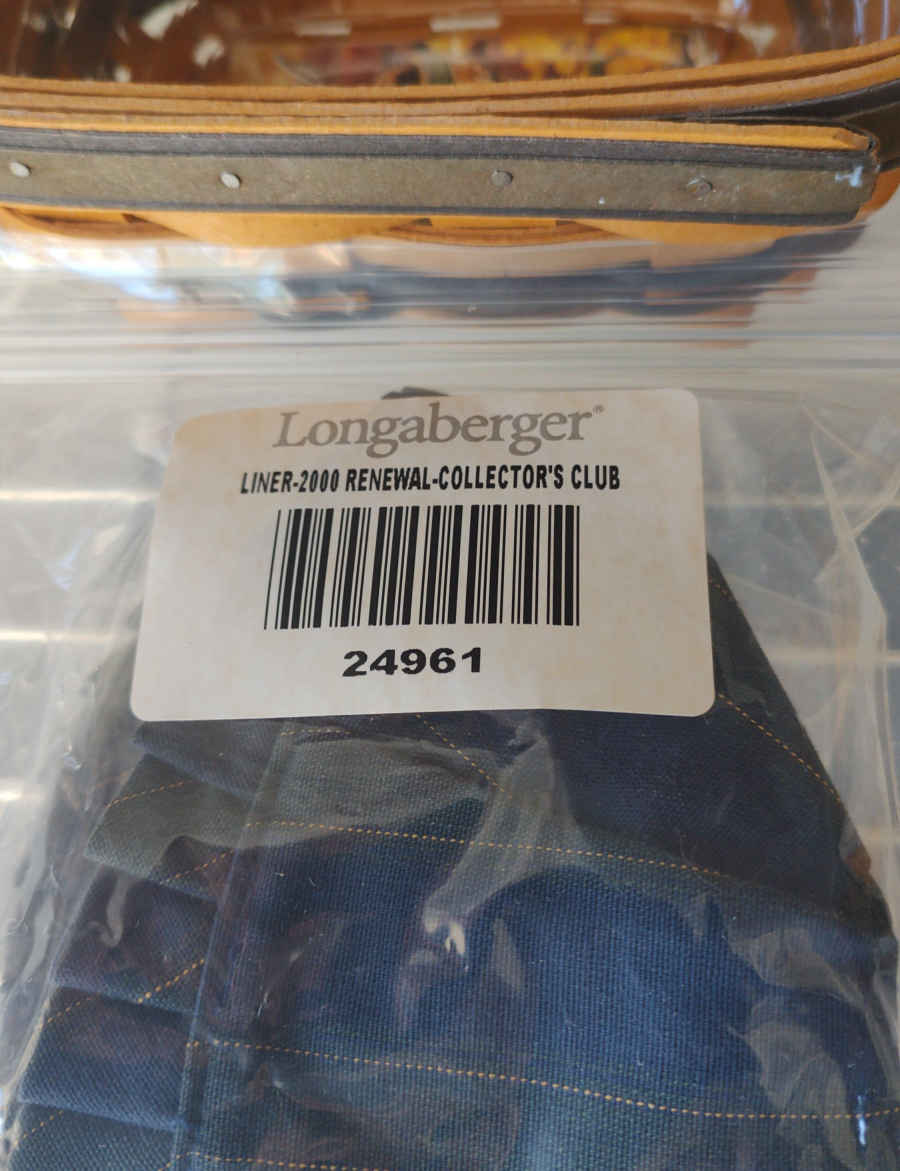 Longaberger®
LINER-2000 RENEWAL-COLLECTOR'S CLUB
24961